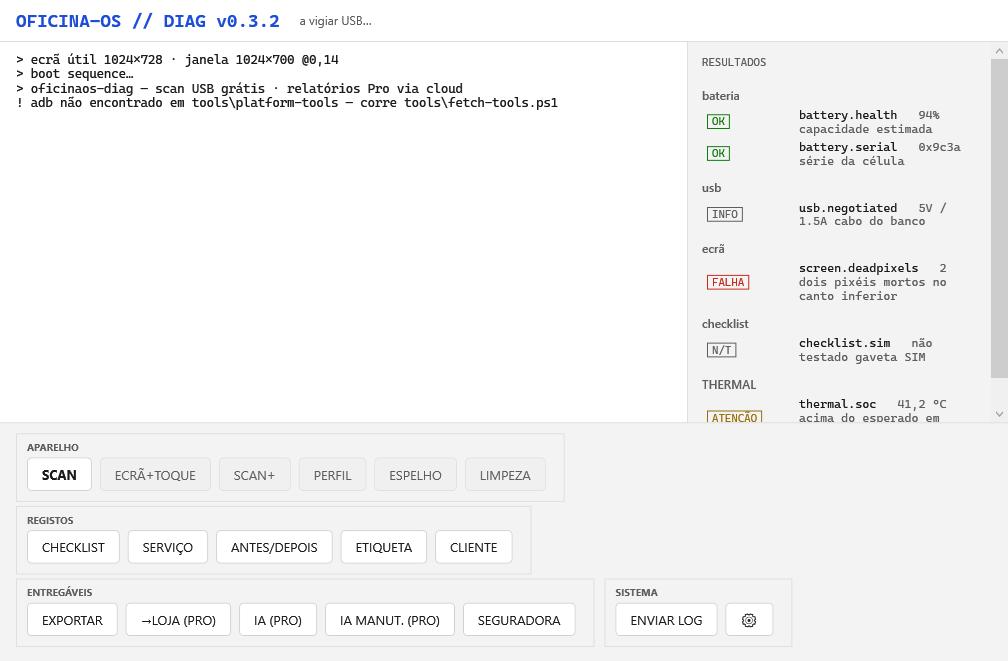 OFICINA-OS // DIAG v0.3.2 a vigiar USB...
> ecrã útil 1024×728 · janela 1024×700 @0,14
> boot sequence…
> oficinaos-diag — scan USB grátis · relatórios Pro via cloud
! adb não encontrado em tools\platform-tools — corre tools\fetch-tools.ps1
RESULTADOS
bateria
OK battery.health 94%
capacidade estimada
OK battery.serial 0x9c3a
série da célula
usb
INFO usb.negotiated 5V /
1.5A cabo do banco
ecrã
FALHA screen.deadpixels 2
dois pixéis mortos no
canto inferior
checklist
N/T checklist.sim não
testado gaveta SIM
THERMAL
ATENÇÃO thermal.soc 41,2 °C
acima do esperado em
APARELHO
SCAN ECRÃ+TOQUE SCAN+ PERFIL ESPELHO LIMPEZA
REGISTOS
CHECKLIST SERVIÇO ANTES/DEPOIS ETIQUETA CLIENTE
ENTREGÁVEIS
EXPORTAR →LOJA (PRO) IA (PRO) IA MANUT. (PRO) SEGURADORA
SISTEMA
ENVIAR LOG